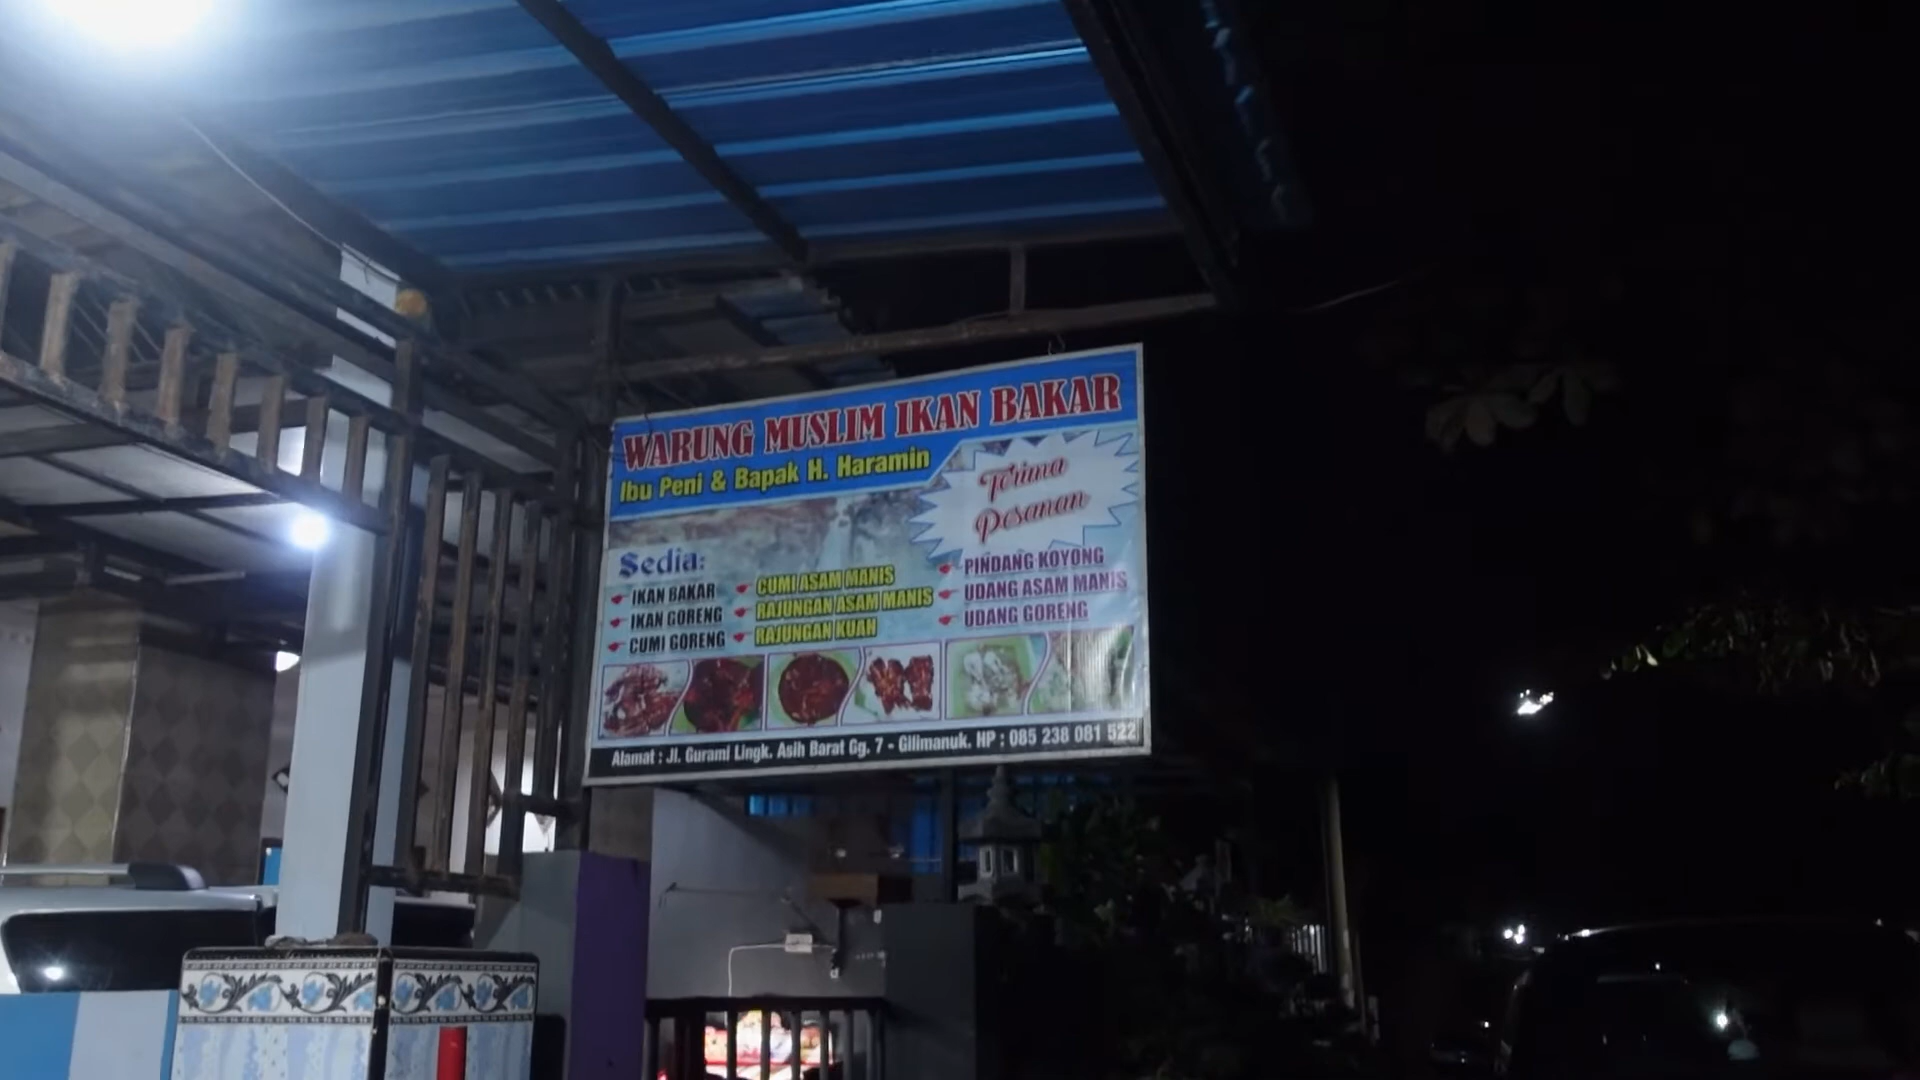 WARUNG MUSLIM IKAN BAKAR
Ibu Peni & Bapak H. Haramin
Terima
Pesanan
Sedia:
IKAN BAKAR
IKAN GORENG
CUMI GORENG
CUMI ASAM MANIS
RAJUNGAN ASAM MANIS
RAJUNGAN KUAH
PINDANG KOYONG
UDANG ASAM MANIS
UDANG GORENG
Alamat : Jl. Gurami Lingk. Asih Barat Gg. 7 - Gilimanuk. HP : 085 238 081 522